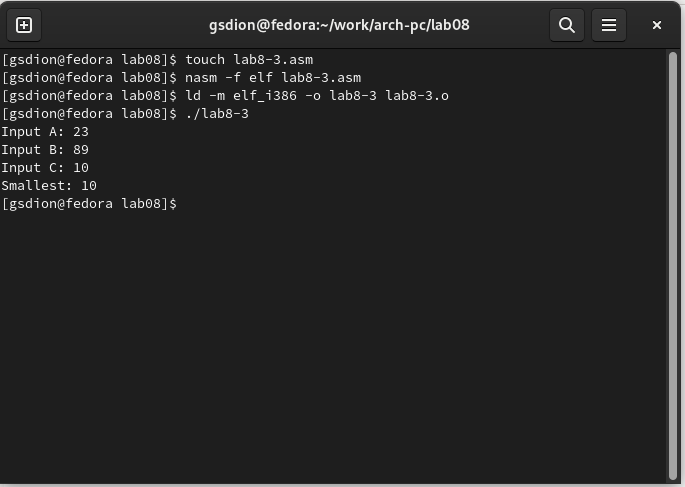 gsdion@fedora:~/work/arch-pc/lab08
[gsdion@fedora lab08]$ touch lab8-3.asm
[gsdion@fedora lab08]$ nasm -f elf lab8-3.asm
[gsdion@fedora lab08]$ ld -m elf_i386 -o lab8-3 lab8-3.o
[gsdion@fedora lab08]$ ./lab8-3
Input A: 23
Input B: 89
Input C: 10
Smallest: 10
[gsdion@fedora lab08]$